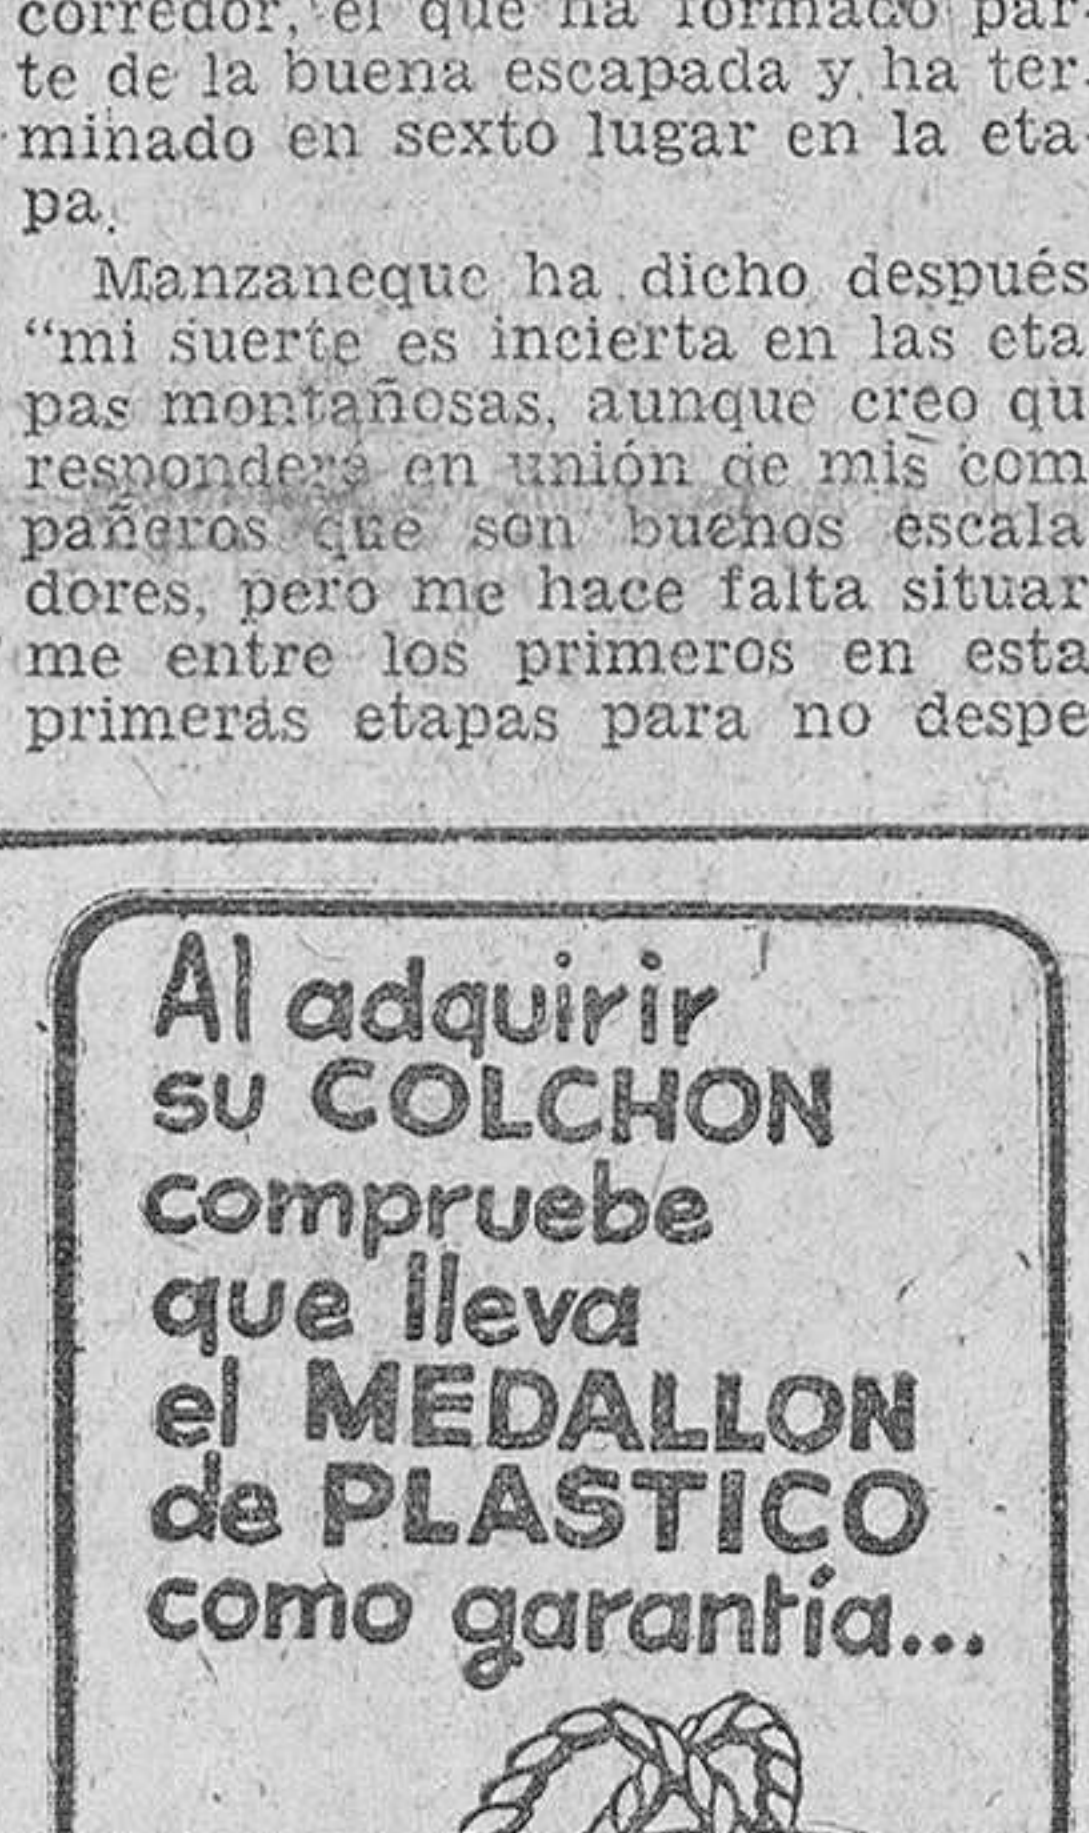 corredor, el que ha formado par
te de la buena escapada y ha ter
minado en sexto lugar en la eta
pa.
Manzaneque ha dicho después
“mi suerte es incierta en las eta
pas montañosas, aunque creo qu
responderé en unión de mis com
pañeros que son buenos escala
dores, pero me hace falta situar
me entre los primeros en esta
primeras etapas para no despe
Al adquirir
su COLCHON
compruebe
que lleva
el MEDALLON
de PLASTICO
como garantía...